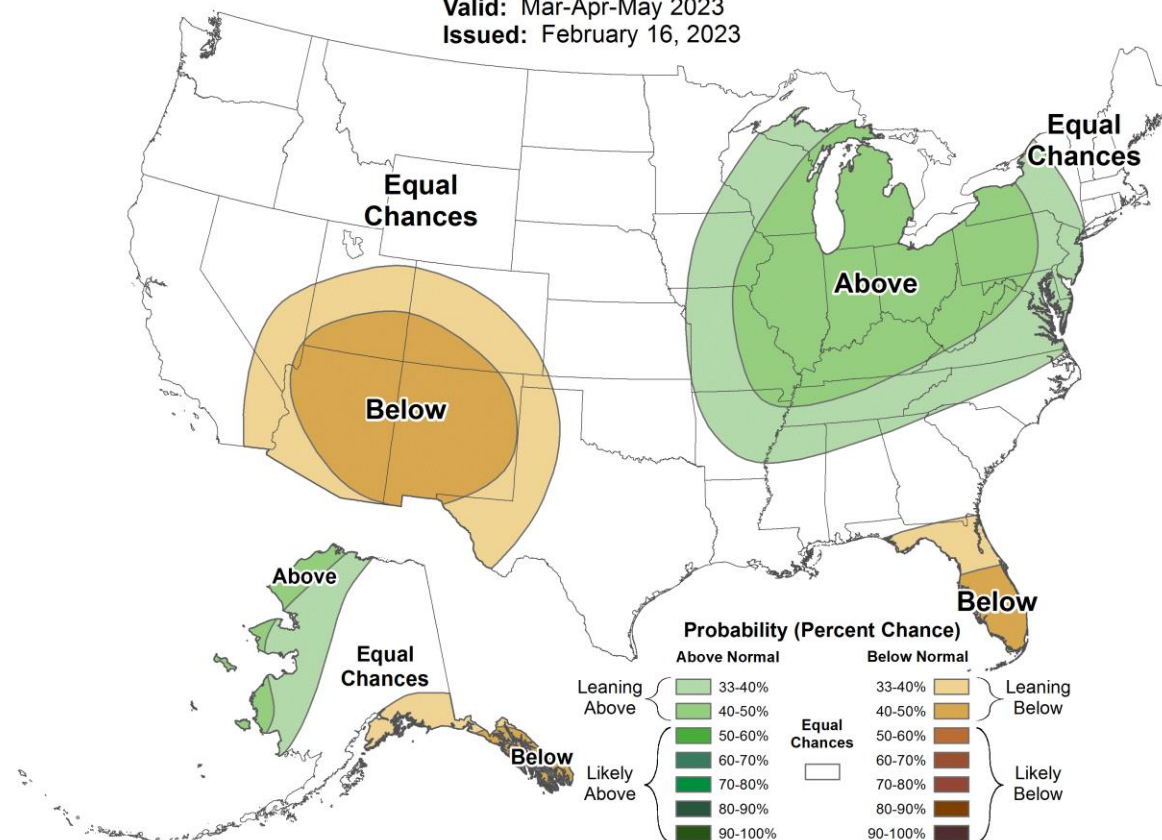 Valid: Mar-Apr-May 2023
Issued: February 16, 2023
Equal
Chances
Equal
Chances
Above
Below
Above
Equal
Chances
Below
Below
Probability (Percent Chance)
Above Normal
Below Normal
Leaning
Above
33-40%
40-50%
Likely
Above
50-60%
60-70%
70-80%
80-90%
90-100%
Equal
Chances
33-40%
40-50%
Leaning
Below
50-60%
60-70%
70-80%
80-90%
90-100%
Likely
Below